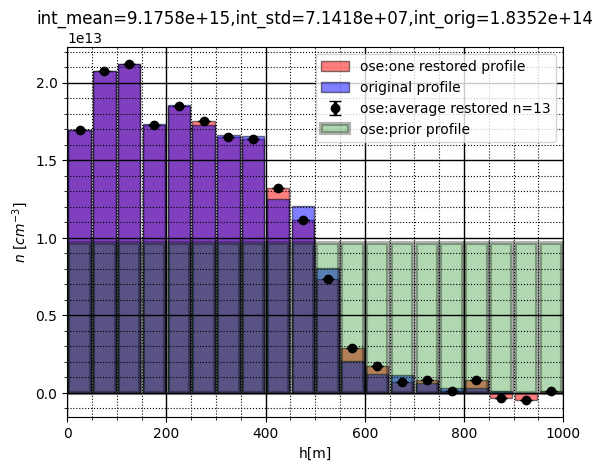 int_mean=9.1758e+15,int_std=7.1418e+07,int_orig=1.8352e+14
1e13
ose:one restored profile
original profile
ose:average restored n=13
ose:prior profile
2.0
1.5
1.0
0.5
0.0
n [cm⁻³]
0 200 400 600 800 1000
h[m]